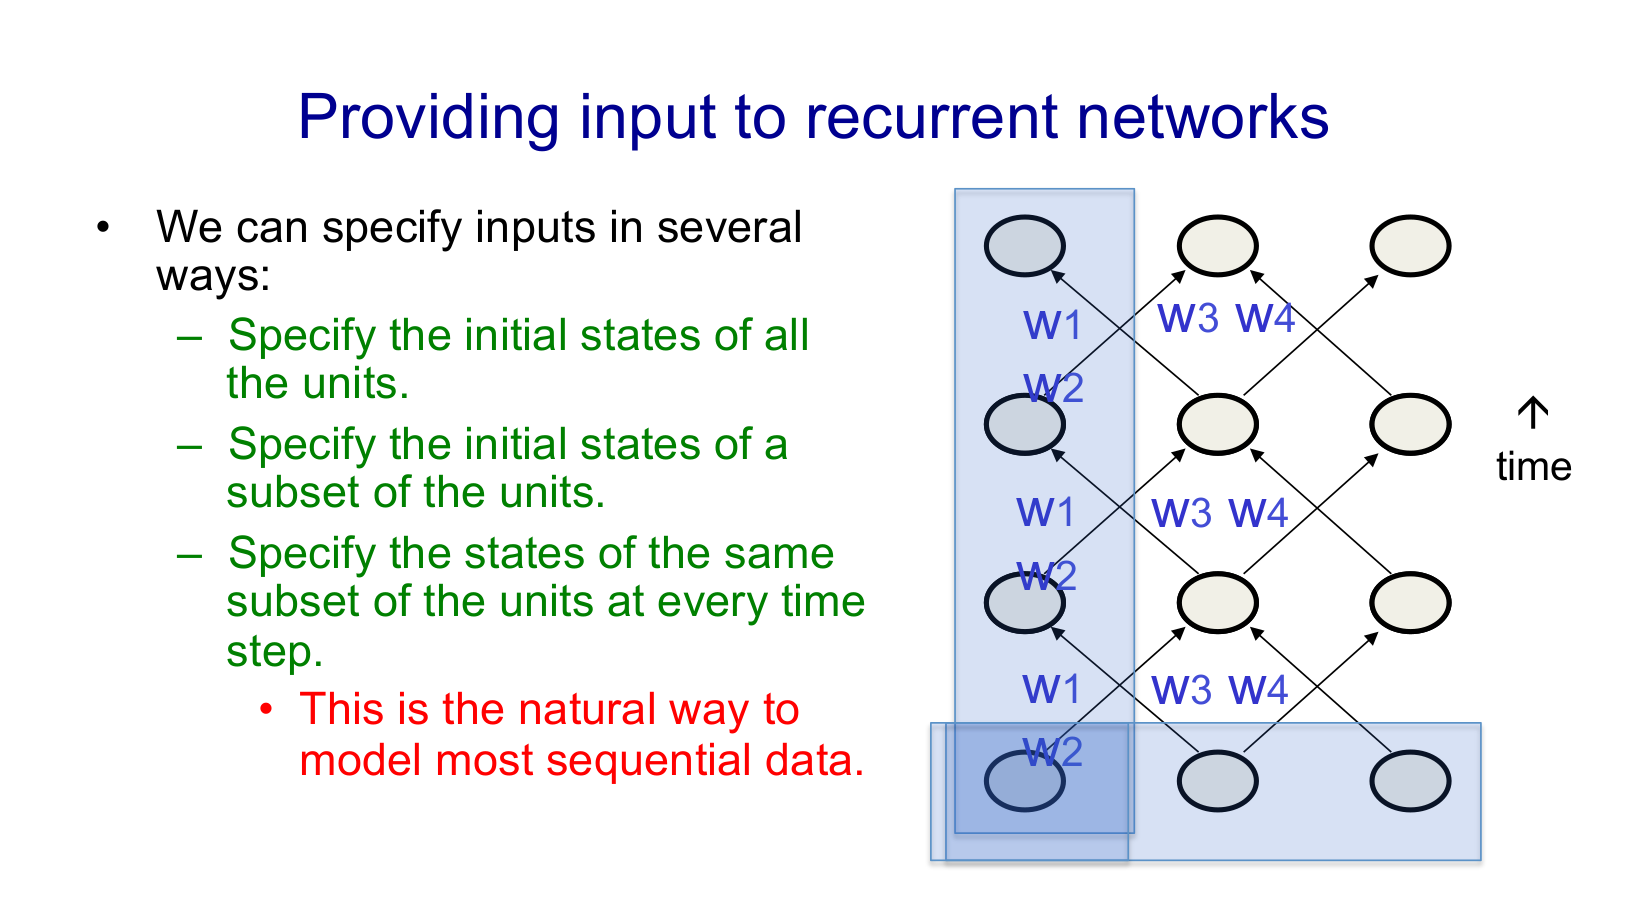 Providing input to recurrent networks
• We can specify inputs in several
ways:
– Specify the initial states of all
the units.
– Specify the initial states of a
subset of the units.
– Specify the states of the same
subset of the units at every time
step.
• This is the natural way to
model most sequential data.
w1 w3 w4
w2
↑
time
w1 w3 w4
w2
w1 w3 w4
w2